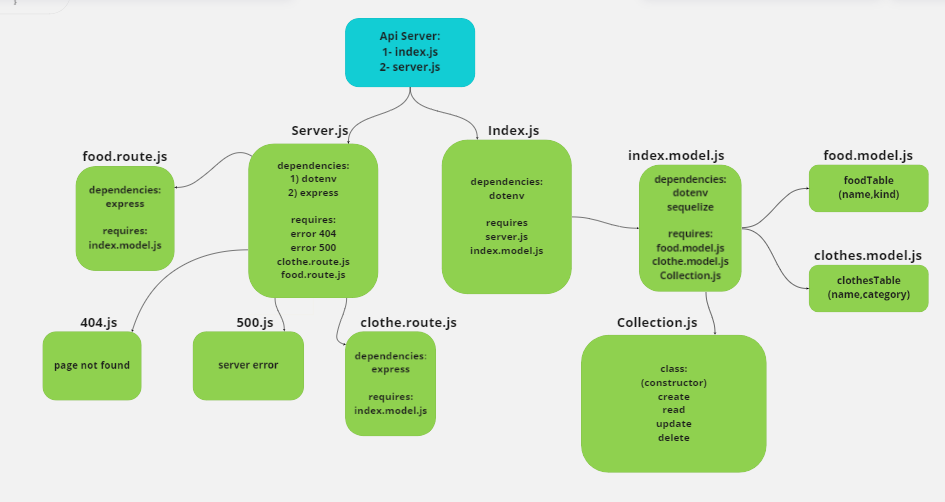 Api Server:
1- index.js
2- server.js
Server.js
dependencies:
1) dotenv
2) express
requires:
error 404
error 500
clothe.route.js
food.route.js
Index.js
dependencies:
dotenv
requires
server.js
index.model.js
food.route.js
dependencies:
express
requires:
index.model.js
index.model.js
dependencies:
dotenv
sequelize
requires:
food.model.js
clothe.model.js
Collection.js
food.model.js
foodTable
(name,kind)
clothes.model.js
clothesTable
(name,category)
404.js
page not found
500.js
server error
clothe.route.js
dependencies:
express
requires:
index.model.js
Collection.js
class:
(constructor)
create
read
update
delete